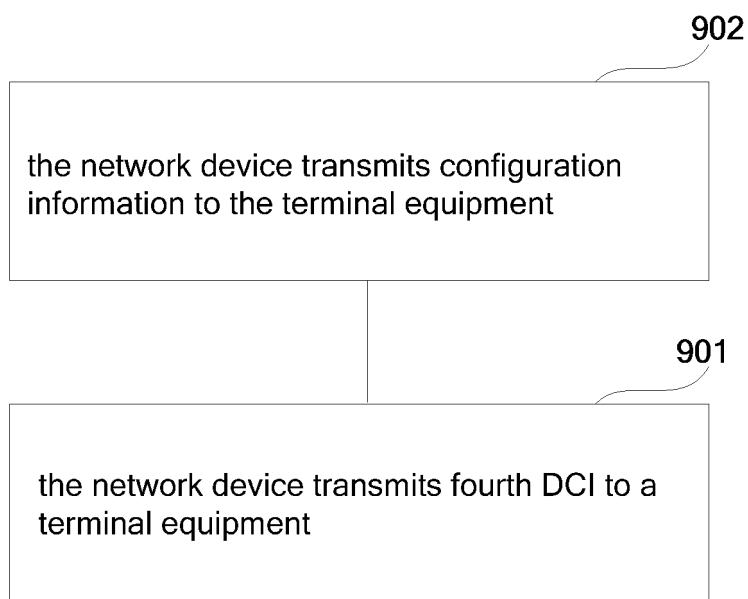 902
the network device transmits configuration
information to the terminal equipment
901
the network device transmits fourth DCI to a
terminal equipment